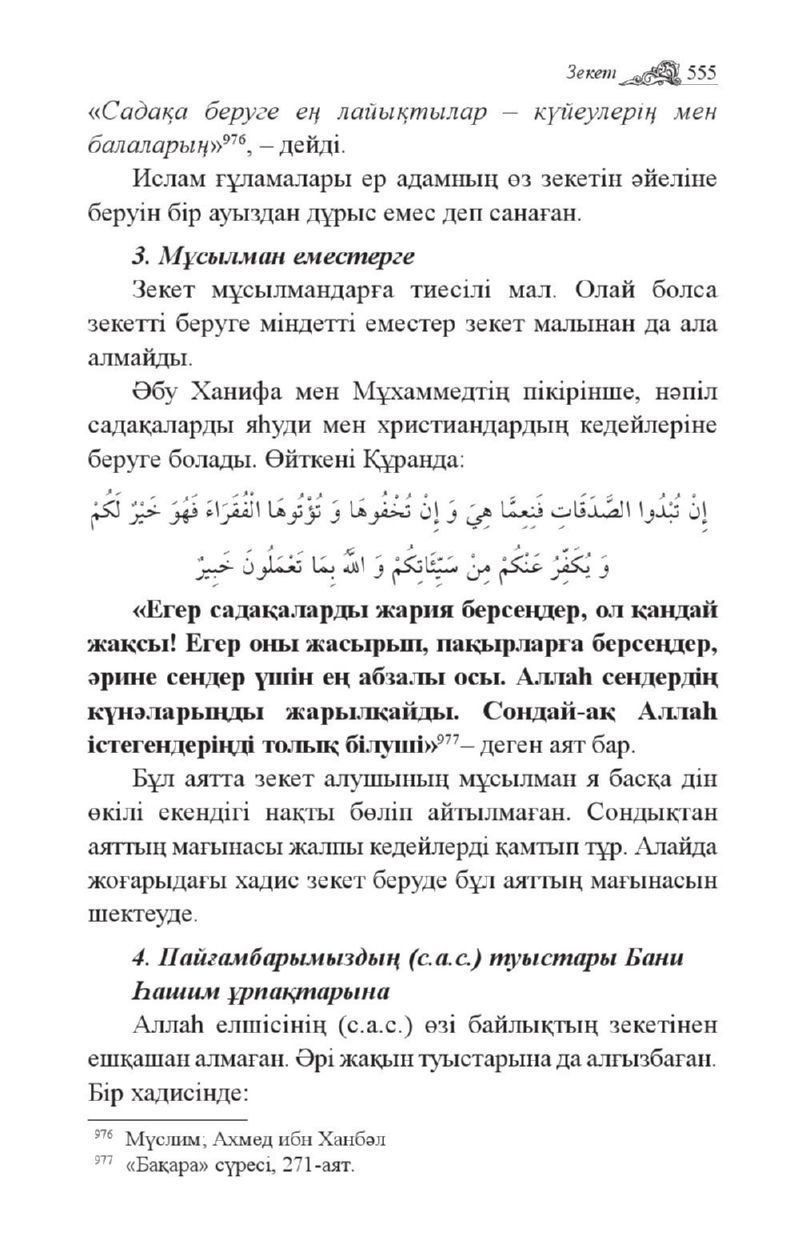 Зекет 555
«Садақа беруге ең лайықтылар – күйеулерің мен
балаларың»⁹⁷⁶, – дейді.
Ислам ғұламалары ер адамның өз зекетін әйеліне
беруін бір ауыздан дұрыс емес деп санаған.
3. Мұсылман еместерге
Зекет мұсылмандарға тиесілі мал. Олай болса
зекетті беруге міндетті еместер зекет малынан да ала
алмайды.
Әбу Ханифа мен Мұхаммедтің пікірінше, нәпіл
садақаларды яһуди мен христиандардың кедейлеріне
беруге болады. Өйткені Құранда:
إِنْ تُبْدُوا الصَّدَقَاتِ فَنِعِمَّا هِيَ وَ إِنْ تُخْفُوهَا وَ تُؤْتُوهَا الْفُقَرَاءَ فَهُوَ خَيْرٌ لَكُمْ
وَ يُكَفِّرُ عَنْكُمْ مِنْ سَيِّئَاتِكُمْ وَ اللَّهُ بِمَا تَعْمَلُونَ خَبِيرٌ
«Егер садақаларды жария берсеңдер, ол қандай
жақсы! Егер оны жасырып, пақырларға берсеңдер,
әрине сендер үшін ең абзалы осы. Аллаһ сендердің
күнәларыңды жарылқайды. Сондай-ақ Аллаһ
істегендеріңді толық білуші»⁹⁷⁷– деген аят бар.
Бұл аятта зекет алушының мұсылман я басқа дін
өкілі екендігі нақты бөліп айтылмаған. Сондықтан
аяттың мағынасы жалпы кедейлерді қамтып тұр. Алайда
жоғарыдағы хадис зекет беруде бұл аяттың мағынасын
шектеуде.
4. Пайғамбарымыздың (с.а.с.) туыстары Бани
Һашим ұрпақтарына
Аллаһ елшісінің (с.а.с.) өзі байлықтың зекетінен
ешқашан алмаған. Әрі жақын туыстарына да алғызбаған.
Бір хадисінде:
⁹⁷⁶ Мүслим; Ахмед ибн Ханбәл
⁹⁷⁷ «Бақара» сүресі, 271-аят.